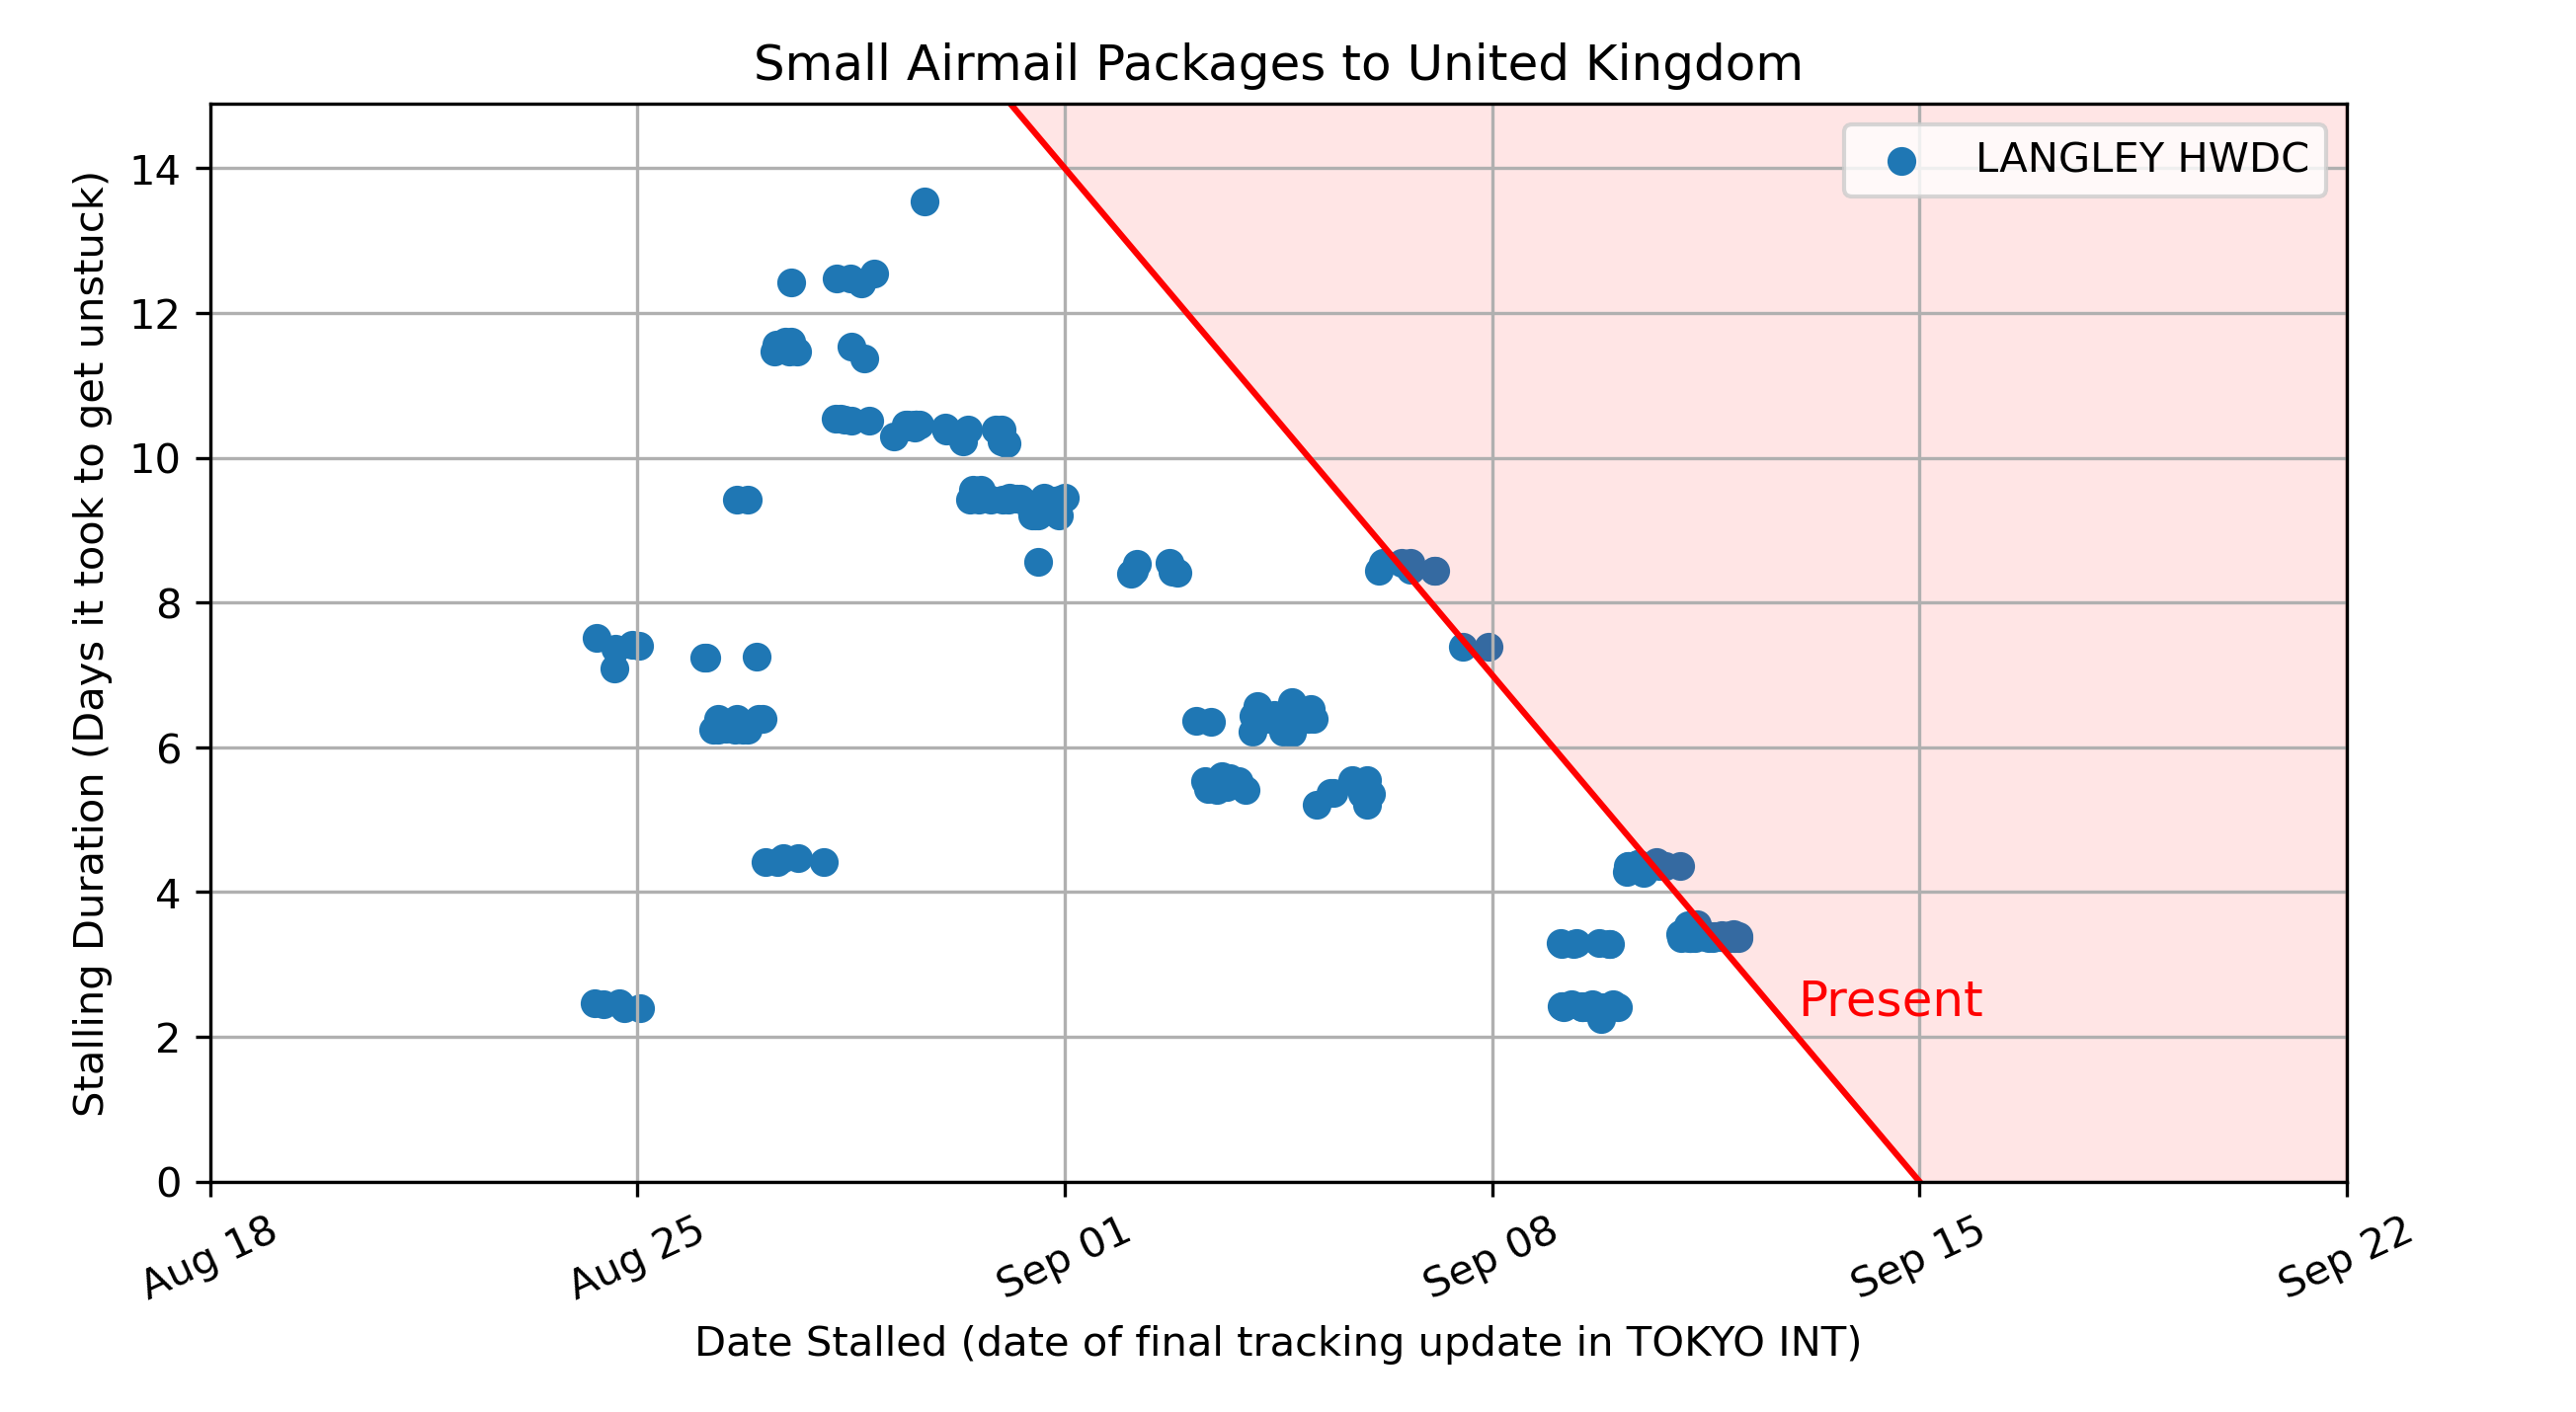 Small Airmail Packages to United Kingdom
LANGLEY HWDC
Stalling Duration (Days it took to get unstuck)
14
12
10
8
6
4
2
0
Present
Aug 18
Aug 25
Sep 01
Sep 08
Sep 15
Sep 22
Date Stalled (date of final tracking update in TOKYO INT)